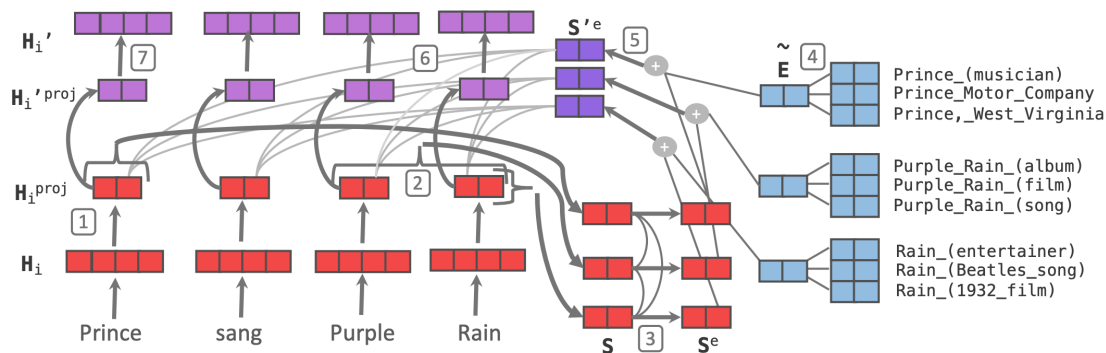 Hᵢ' 7 6 S'ᵉ 5 Ẽ 4
Prince_(musician)
Hᵢ'ᵖʳᵒʲ + Prince_Motor_Company
Prince,_West_Virginia
+
+
Purple_Rain_(album)
Hᵢᵖʳᵒʲ 1 2 Purple_Rain_(film)
Purple_Rain_(song)
Rain_(entertainer)
Hᵢ Rain_(Beatles_song)
Rain_(1932_film)
Prince sang Purple Rain
S 3 Sᵉ